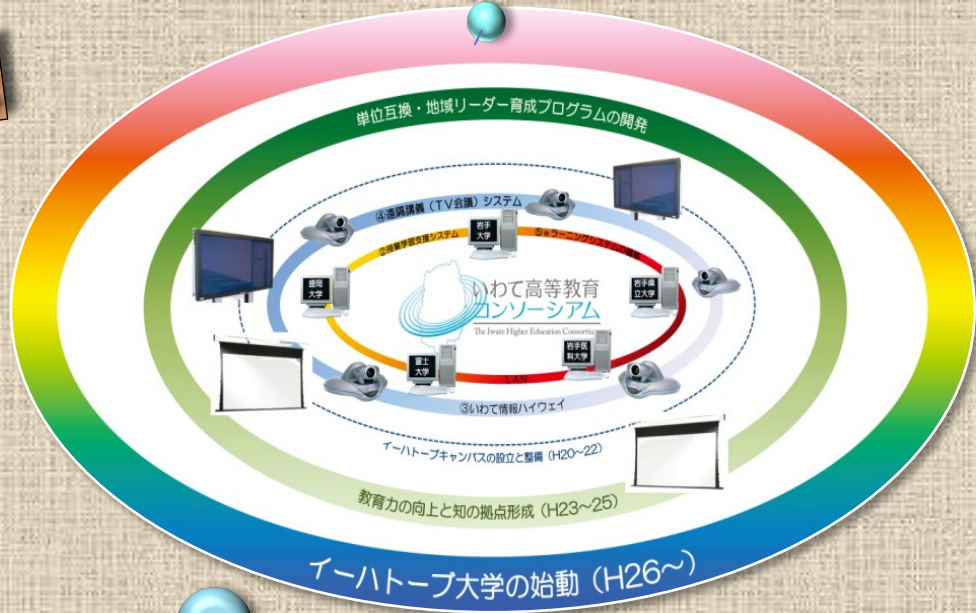 単位互換・地域リーダー育成プログラムの開発
④遠隔講義（TV会議）システム
岩手
大学
②授業学習支援システム
⑤eラーニングシステムの構築
盛岡
大学
岩手県
立大学
いわて高等教育
コンソーシアム
The Iwate Higher Education Consortium
富士
大学
岩手医
科大学
LAN
③いわて情報ハイウェイ
イーハトーブキャンパスの設立と整備（H20～22）
教育力の向上と知の拠点形成（H23～25）
イーハトーブ大学の始動（H26～）